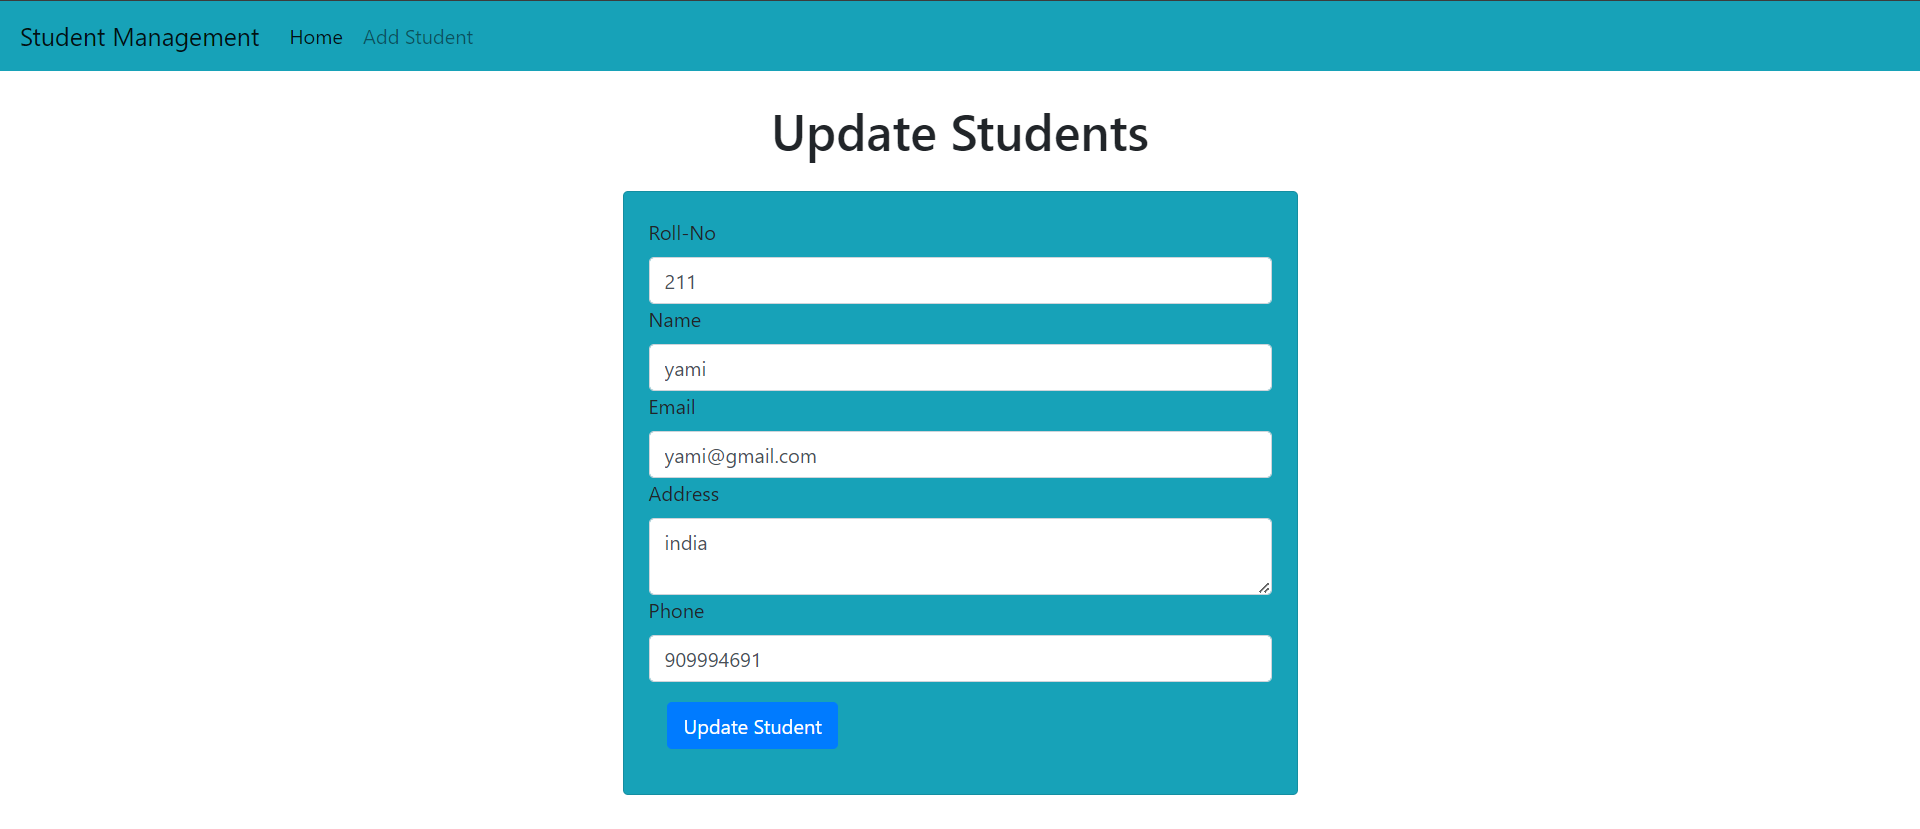 Student Management Home Add Student
Update Students
Roll-No
211
Name
yami
Email
yami@gmail.com
Address
india
Phone
909994691
Update Student